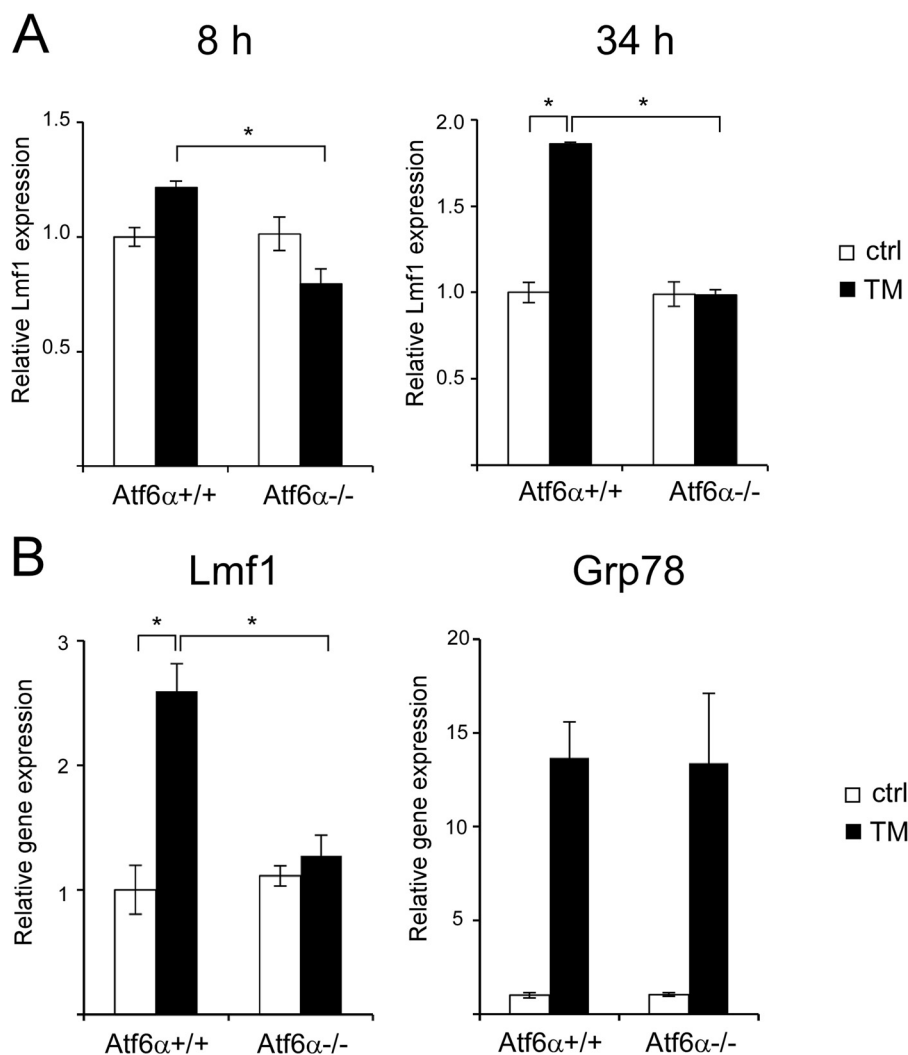 A
8 h
34 h
Relative Lmf1 expression
1.5
1.0
0.5
*
Atf6α+/+
Atf6α-/-
Relative Lmf1 expression
2.0
1.5
1.0
0.5
*
*
Atf6α+/+
Atf6α-/-
ctrl
TM
B
Lmf1
Grp78
Relative gene expression
3
2
1
*
*
Atf6α+/+
Atf6α-/-
Relative gene expression
20
15
10
5
Atf6α+/+
Atf6α-/-
ctrl
TM